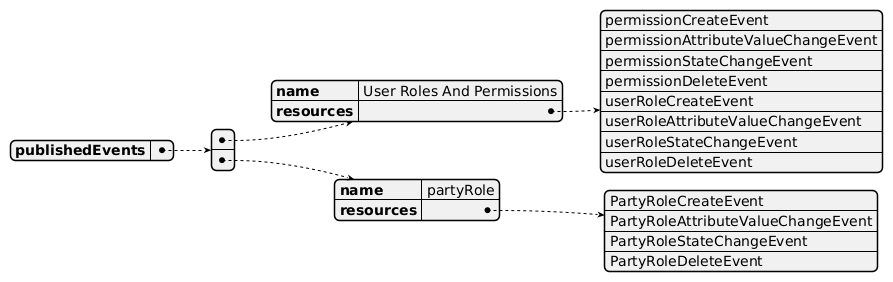 publishedEvents
name User Roles And Permissions
resources
permissionCreateEvent
permissionAttributeValueChangeEvent
permissionStateChangeEvent
permissionDeleteEvent
userRoleCreateEvent
userRoleAttributeValueChangeEvent
userRoleStateChangeEvent
userRoleDeleteEvent
name partyRole
resources
PartyRoleCreateEvent
PartyRoleAttributeValueChangeEvent
PartyRoleStateChangeEvent
PartyRoleDeleteEvent